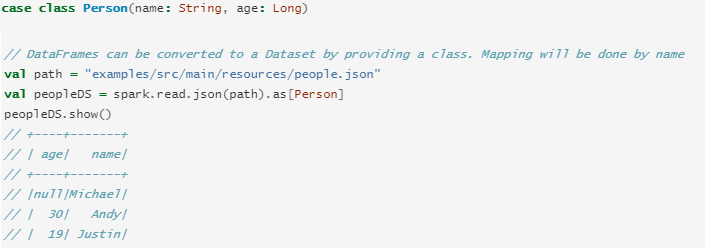 case class Person(name: String, age: Long)
// DataFrames can be converted to a Dataset by providing a class. Mapping will be done by name
val path = "examples/src/main/resources/people.json"
val peopleDS = spark.read.json(path).as[Person]
peopleDS.show()
// +----+-------+
// | age|   name|
// +----+-------+
// |null|Michael|
// |  30|   Andy|
// |  19| Justin|